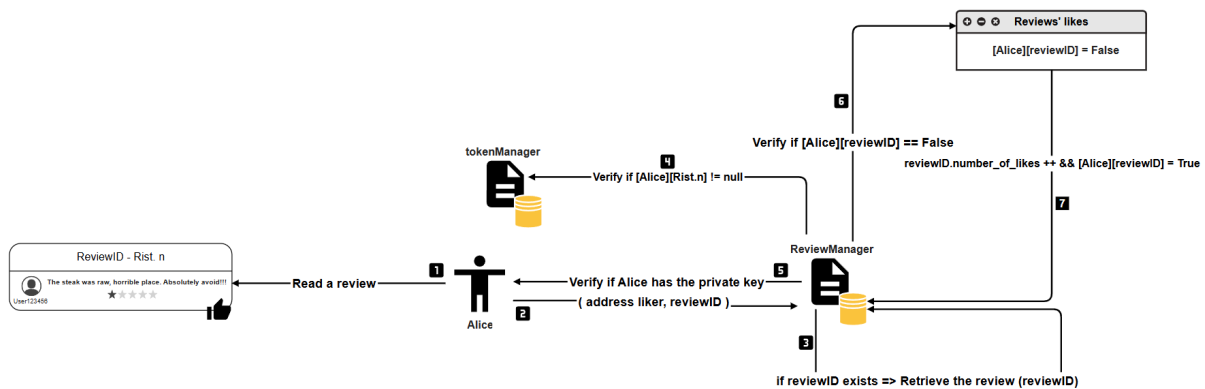 Reviews' likes
[Alice][reviewID] = False
6
Verify if [Alice][reviewID] == False
tokenManager
4
Verify if [Alice][Rist.n] != null
reviewID.number_of_likes ++ && [Alice][reviewID] = True
7
ReviewManager
ReviewID - Rist. n
The steak was raw, horrible place. Absolutely avoid!!!
User123456
1
Read a review
Alice
5
Verify if Alice has the private key
2
( address liker, reviewID )
3
if reviewID exists => Retrieve the review (reviewID)